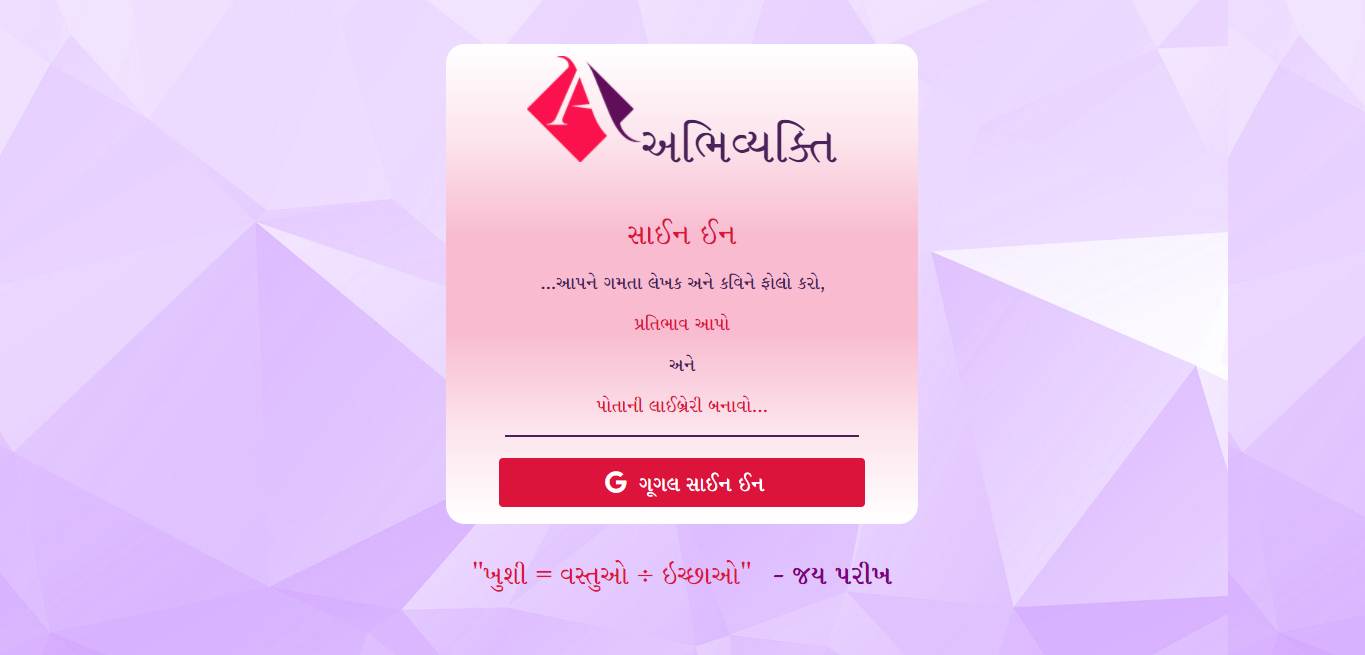 અભિવ્યક્તિ
સાઈન ઈન
...આપને ગમતા લેખક અને કવિને ફોલો કરો,
પ્રતિભાવ આપો
અને
પોતાની લાઈબ્રેરી બનાવો...
G ગૂગલ સાઈન ઈન
"ખુશી = વસ્તુઓ ÷ ઇચ્છાઓ" - જય પરીખ